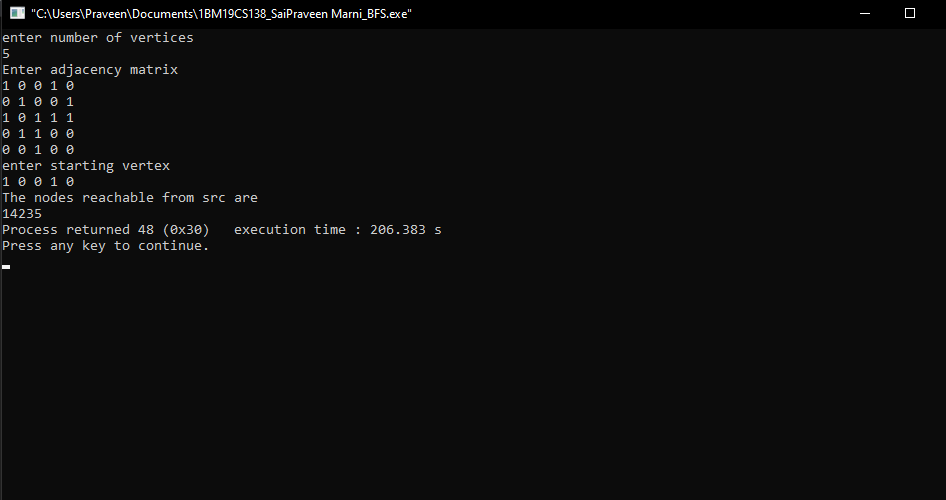 "C:\Users\Praveen\Documents\1BM19CS138_SaiPraveen Marni_BFS.exe"
enter number of vertices
5
Enter adjacency matrix
1 0 0 1 0
0 1 0 0 1
1 0 1 1 1
0 1 1 0 0
0 0 1 0 0
enter starting vertex
1 0 0 1 0
The nodes reachable from src are
14235
Process returned 48 (0x30)   execution time : 206.383 s
Press any key to continue.